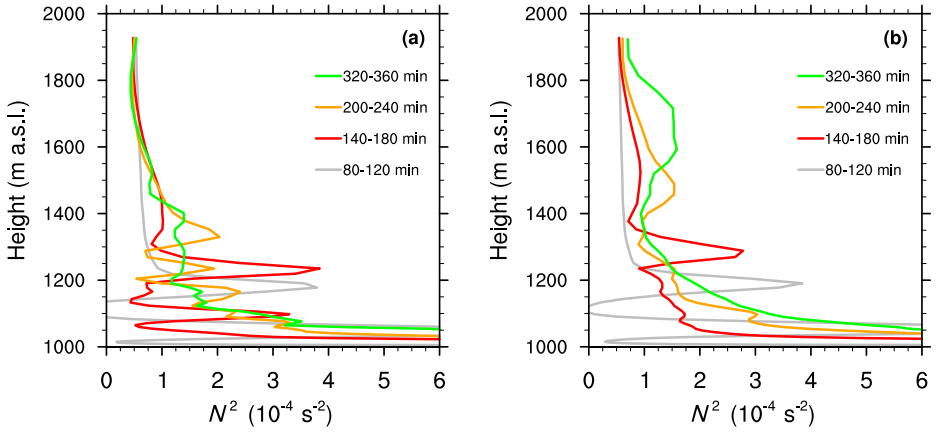 2000
1800
1600
1400
1200
1000
Height (m a.s.l.)
(a)
320-360 min
200-240 min
140-180 min
80-120 min
0 1 2 3 4 5 6
N² (10⁻⁴ s⁻²)
2000
1800
1600
1400
1200
1000
Height (m a.s.l.)
(b)
320-360 min
200-240 min
140-180 min
80-120 min
0 1 2 3 4 5 6
N² (10⁻⁴ s⁻²)